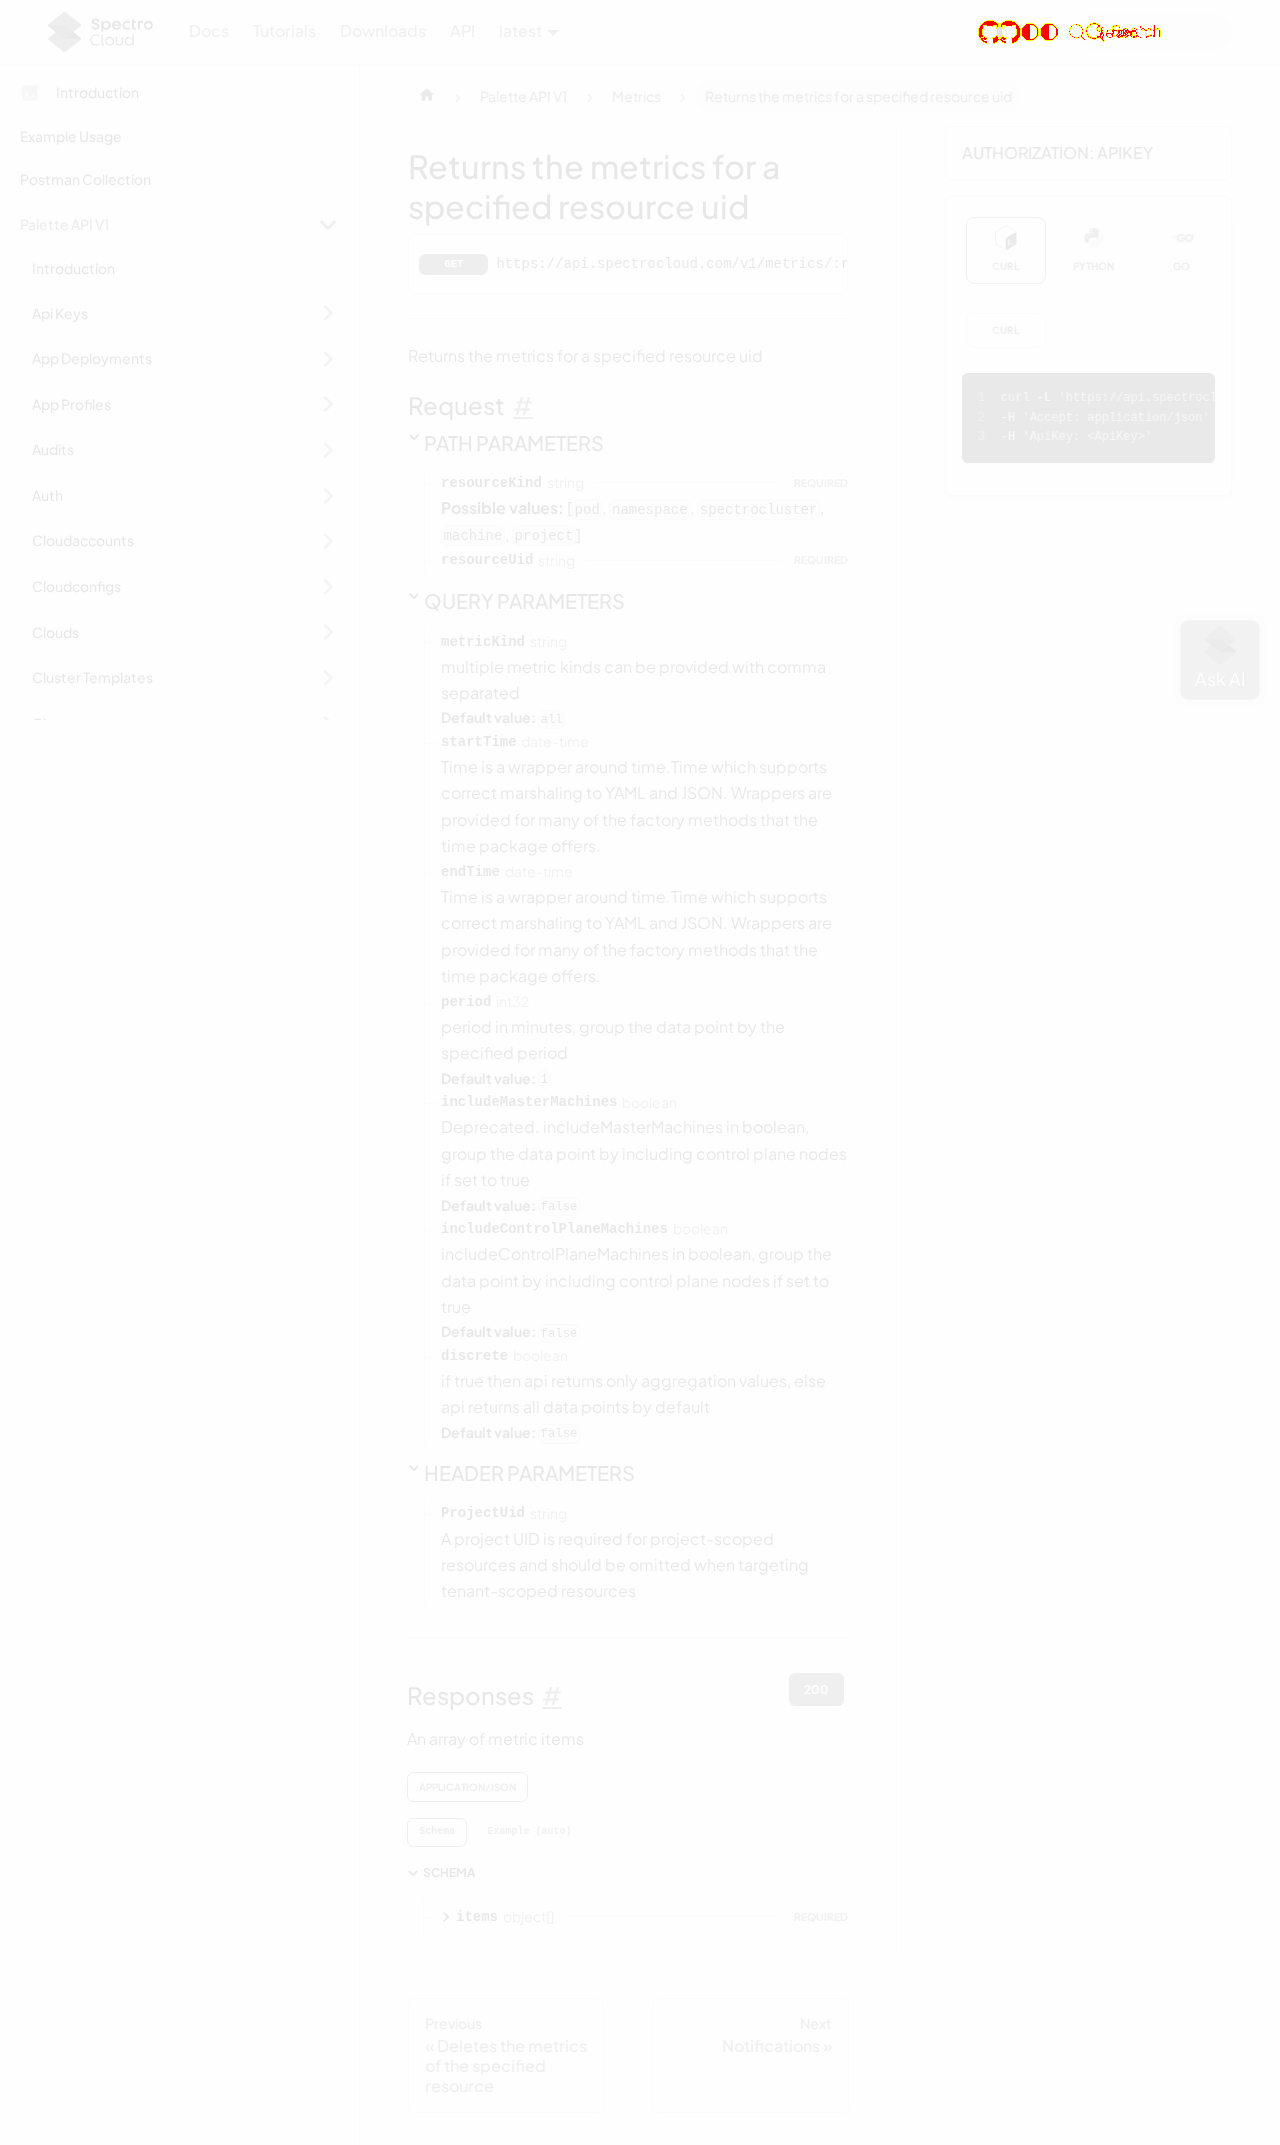 Spectro
Cloud
Docs
Tutorials
Downloads
API
latest
Introduction
Example Usage
Postman Collection
Palette API V1
Introduction
Api Keys
App Deployments
App Profiles
Audits
Auth
Cloudaccounts
Cloudconfigs
Clouds
Cluster Templates
Palette API V1
Metrics
Returns the metrics for a specified resource uid
Returns the metrics for a
specified resource uid
GET https://api.spectrocloud.com/v1/metrics/:r
Returns the metrics for a specified resource uid
Request #
PATH PARAMETERS
resourceKind string REQUIRED
Possible values: [pod, namespace, spectrocluster,
machine, project]
resourceUid string REQUIRED
QUERY PARAMETERS
metricKind string
multiple metric kinds can be provided with comma
separated
Default value: all
startTime date-time
Time is a wrapper around time.Time which supports
correct marshaling to YAML and JSON. Wrappers are
provided for many of the factory methods that the
time package offers.
endTime date-time
Time is a wrapper around time.Time which supports
correct marshaling to YAML and JSON. Wrappers are
provided for many of the factory methods that the
time package offers.
period int32
period in minutes, group the data point by the
specified period
Default value: 1
includeMasterMachines boolean
Deprecated. includeMasterMachines in boolean,
group the data point by including control plane nodes
if set to true
Default value: false
includeControlPlaneMachines boolean
includeControlPlaneMachines in boolean, group the
data point by including control plane nodes if set to
true
Default value: false
discrete boolean
if true then api returns only aggregation values, else
api returns all data points by default
Default value: false
HEADER PARAMETERS
ProjectUid string
A project UID is required for project-scoped
resources and should be omitted when targeting
tenant-scoped resources
Responses #
200
An array of metric items
APPLICATION/JSON
Schema
Example (auto)
SCHEMA
items object[] REQUIRED
Previous
« Deletes the metrics
of the specified
resource
Next
Notifications »
AUTHORIZATION: APIKEY
CURL
PYTHON
GO
GO
CURL
1 curl -L 'https://api.spectrocl
2 -H 'Accept: application/json'
3 -H 'ApiKey: <ApiKey>'
Ask AI